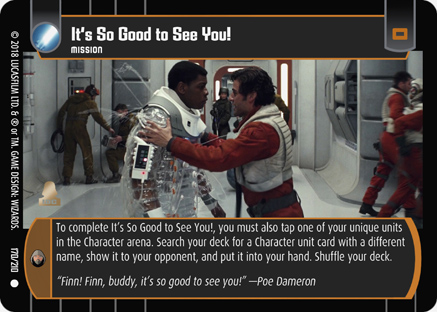 It's So Good to See You!
MISSION
To complete It's So Good to See You!, you must also tap one of your unique units
in the Character arena. Search your deck for a Character unit card with a different
name, show it to your opponent, and put it into your hand. Shuffle your deck.
"Finn! Finn, buddy, it's so good to see you!" —Poe Dameron
© 2018 LUCASFILM LTD. & ® or TM. GAME DESIGN: WIZARDS.